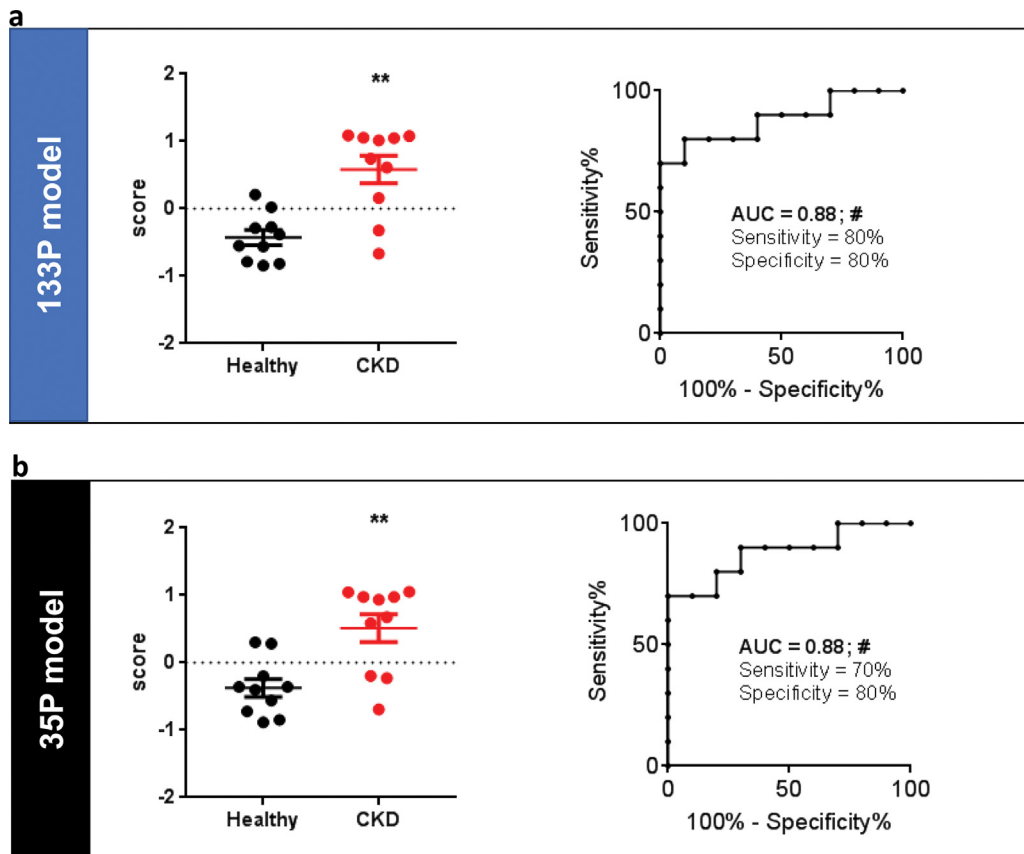 a
133P model
**
2
1
0
-1
-2
score
Healthy CKD
100
50
0
Sensitivity%
AUC = 0.88; #
Sensitivity = 80%
Specificity = 80%
0 50 100
100% - Specificity%
b
35P model
**
2
1
0
-1
-2
score
Healthy CKD
100
50
0
Sensitivity%
AUC = 0.88; #
Sensitivity = 70%
Specificity = 80%
0 50 100
100% - Specificity%